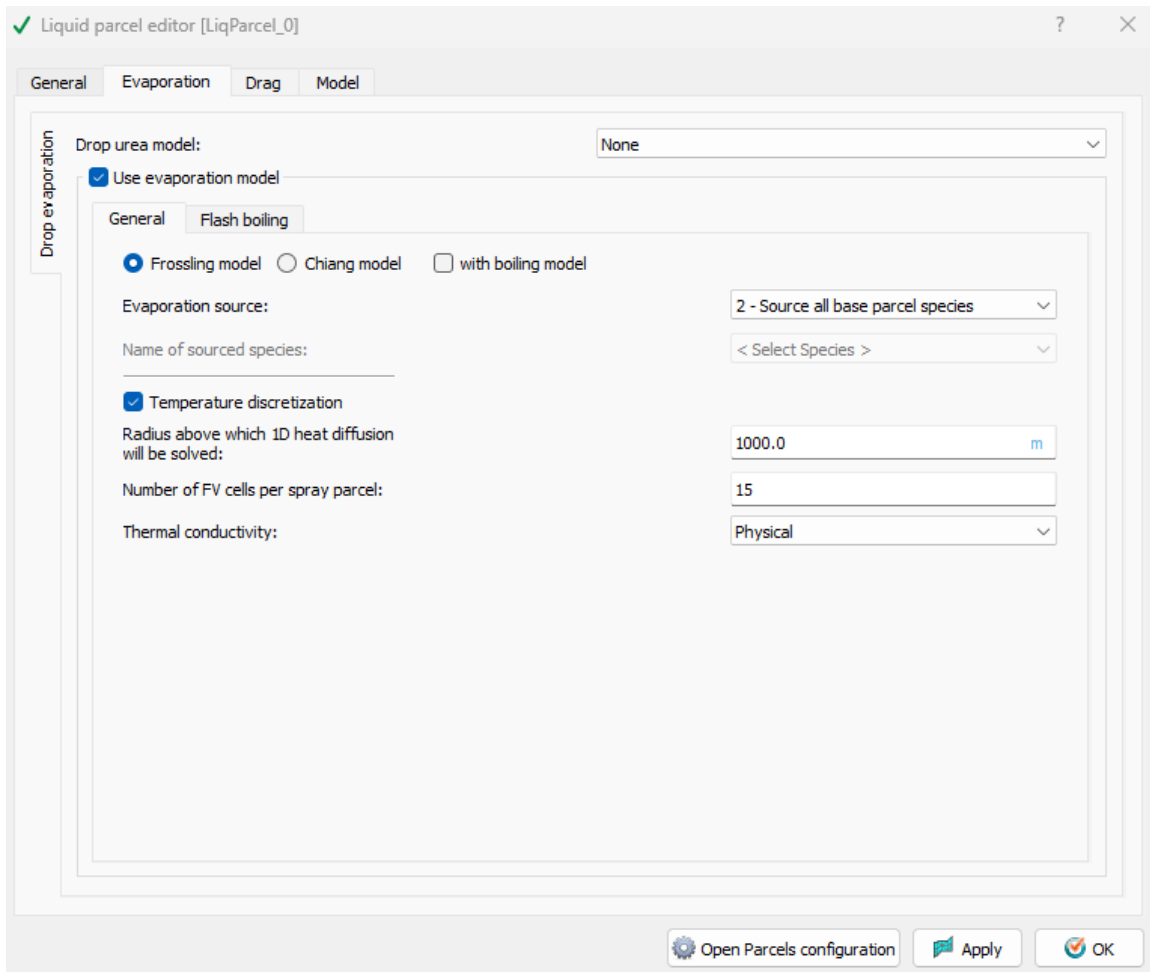 Liquid parcel editor [LiqParcel_0] ?
General Evaporation Drag Model
Drop evaporation
Drop urea model: None
Use evaporation model
General Flash boiling
Frossling model Chiang model with boiling model
Evaporation source: 2 - Source all base parcel species
Name of sourced species: < Select Species >
Temperature discretization
Radius above which 1D heat diffusion
will be solved: 1000.0 m
Number of FV cells per spray parcel: 15
Thermal conductivity: Physical
Open Parcels configuration Apply OK